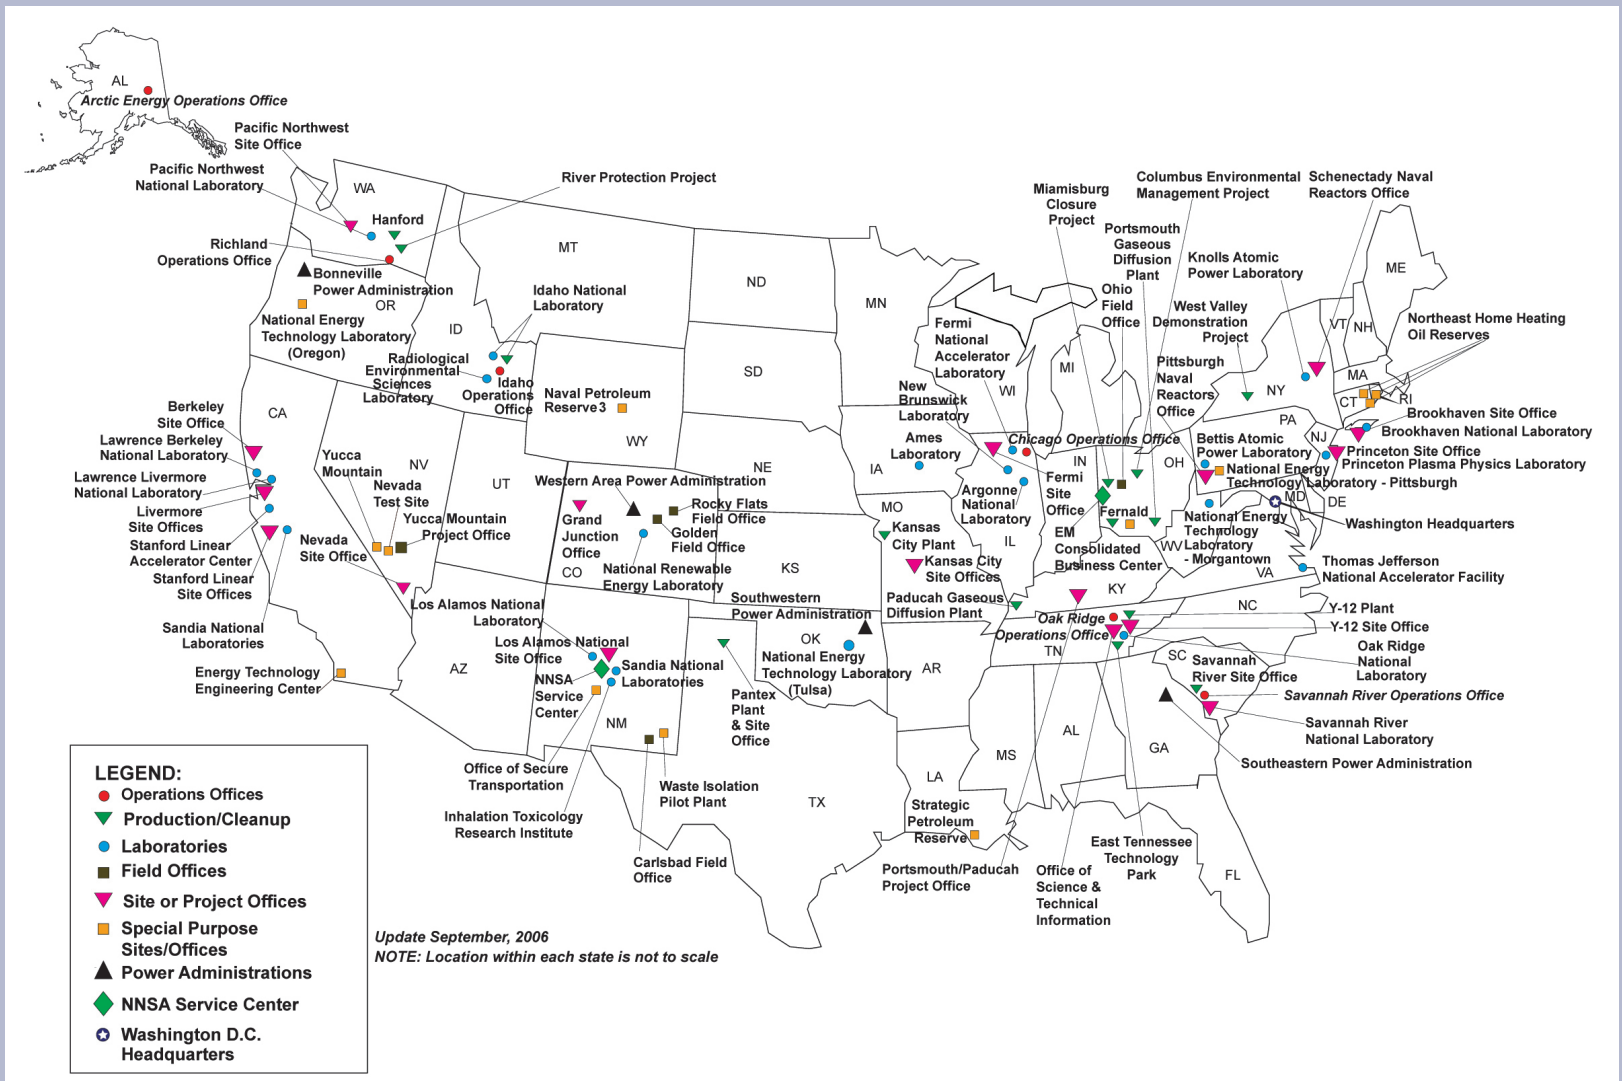 AL
Arctic Energy Operations Office
Pacific Northwest
Site Office
Pacific Northwest
National Laboratory
WA
Hanford
River Protection Project
Richland
Operations Office
Bonneville
Power Administration
OR
National Energy
Technology Laboratory
(Oregon)
MT
ID
Idaho National
Laboratory
Radiological
Environmental
Sciences
Laboratory
Idaho
Operations
Office
Naval Petroleum
Reserve 3
WY
ND
SD
NE
KS
MN
IA
WI
MI
CA
Berkeley
Site Office
Lawrence Berkeley
National Laboratory
Lawrence Livermore
National Laboratory
Livermore
Site Offices
Stanford Linear
Accelerator Center
Stanford Linear
Site Offices
Sandia National
Laboratories
Energy Technology
Engineering Center
NV
Yucca
Mountain
Nevada
Test Site
Yucca Mountain
Project Office
Nevada
Site Office
UT
Western Area Power Administration
Grand
Junction
Office
CO
Rocky Flats
Field Office
Golden
Field Office
National Renewable
Energy Laboratory
AZ
Los Alamos National
Laboratory
Los Alamos National
Site Office
NNSA
Service
Center
Sandia National
Laboratories
NM
Office of Secure
Transportation
Inhalation Toxicology
Research Institute
Waste Isolation
Pilot Plant
Carlsbad Field
Office
Southwestern
Power Administration
OK
National Energy
Technology Laboratory
(Tulsa)
Pantex
Plant
& Site
Office
TX
Fermi
National
Accelerator
Laboratory
New
Brunswick
Laboratory
Ames
Laboratory
Chicago Operations Office
Argonne
National
Laboratory
Fermi
Site
Office
IL
IN
MO
Kansas
City Plant
Kansas City
Site Offices
Paducah Gaseous
Diffusion Plant
AR
LA
Strategic
Petroleum
Reserve
MS
AL
GA
FL
Miamisburg
Closure
Project
Columbus Environmental
Management Project
Portsmouth
Gaseous
Diffusion
Plant
Ohio
Field
Office
OH
Fernald
EM
Consolidated
Business Center
KY
Oak Ridge
Operations Office
TN
Portsmouth/Paducah
Project Office
Office of
Science &
Technical
Information
East Tennessee
Technology
Park
Schenectady Naval
Reactors Office
Knolls Atomic
Power Laboratory
West Valley
Demonstration
Project
Pittsburgh
Naval
Reactors
Office
NY
PA
NJ
Bettis Atomic
Power Laboratory
National Energy
Technology Laboratory - Pittsburgh
National Energy
Technology
Laboratory
- Morgantown
WV
VA
MD
DE
ME
VT
NH
MA
CT
RI
Northeast Home Heating
Oil Reserves
Brookhaven Site Office
Brookhaven National Laboratory
Princeton Site Office
Princeton Plasma Physics Laboratory
Washington Headquarters
Thomas Jefferson
National Accelerator Facility
NC
Y-12 Plant
Y-12 Site Office
Oak Ridge
National
Laboratory
SC
Savannah
River Site Office
Savannah River Operations Office
Savannah River
National Laboratory
Southeastern Power Administration
LEGEND:
Operations Offices
Production/Cleanup
Laboratories
Field Offices
Site or Project Offices
Special Purpose
Sites/Offices
Power Administrations
NNSA Service Center
Washington D.C.
Headquarters
Update September, 2006
NOTE: Location within each state is not to scale